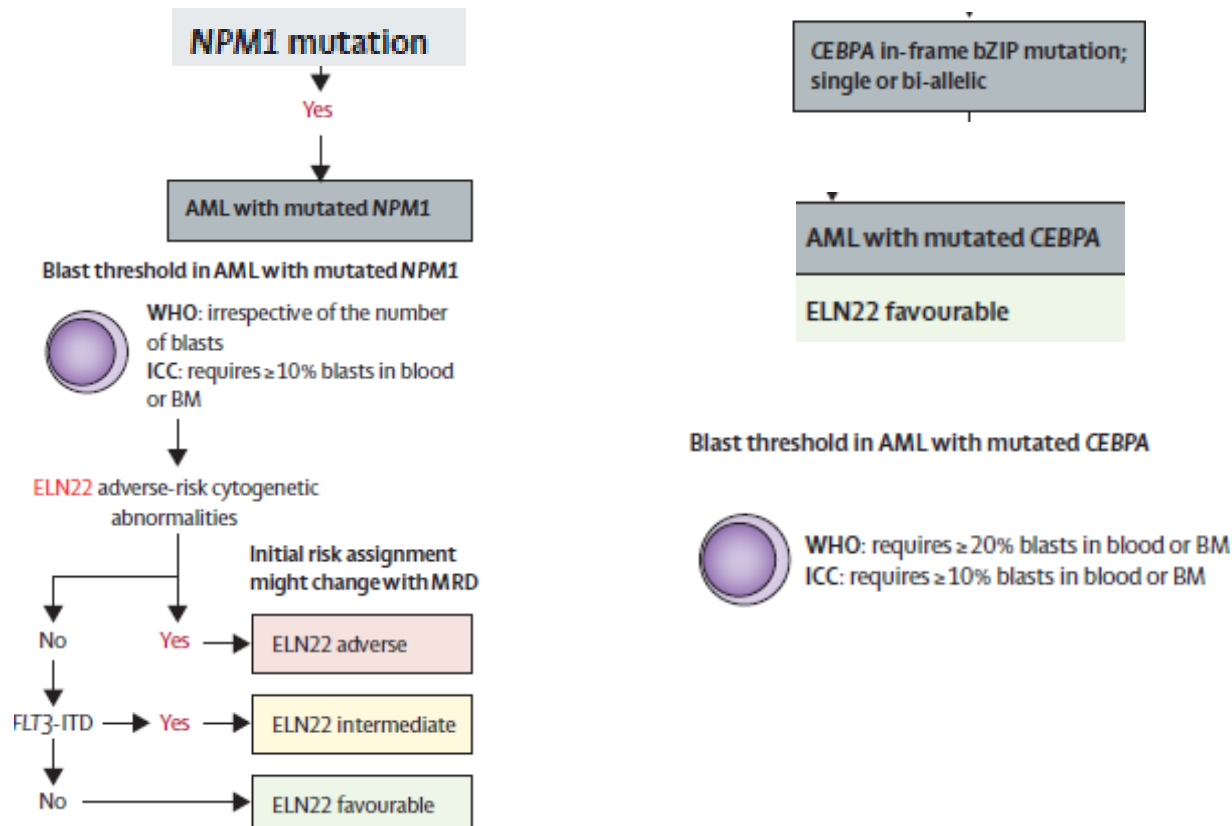 NPM1 mutation
Yes
AML with mutated NPM1
Blast threshold in AML with mutated NPM1
WHO: irrespective of the number
of blasts
ICC: requires ≥10% blasts in blood
or BM
ELN22 adverse-risk cytogenetic
abnormalities
Initial risk assignment
might change with MRD
No
Yes
ELN22 adverse
FLT3-ITD
Yes
ELN22 intermediate
No
ELN22 favourable
CEBPA in-frame bZIP mutation;
single or bi-allelic
AML with mutated CEBPA
ELN22 favourable
Blast threshold in AML with mutated CEBPA
WHO: requires ≥20% blasts in blood or BM
ICC: requires ≥10% blasts in blood or BM